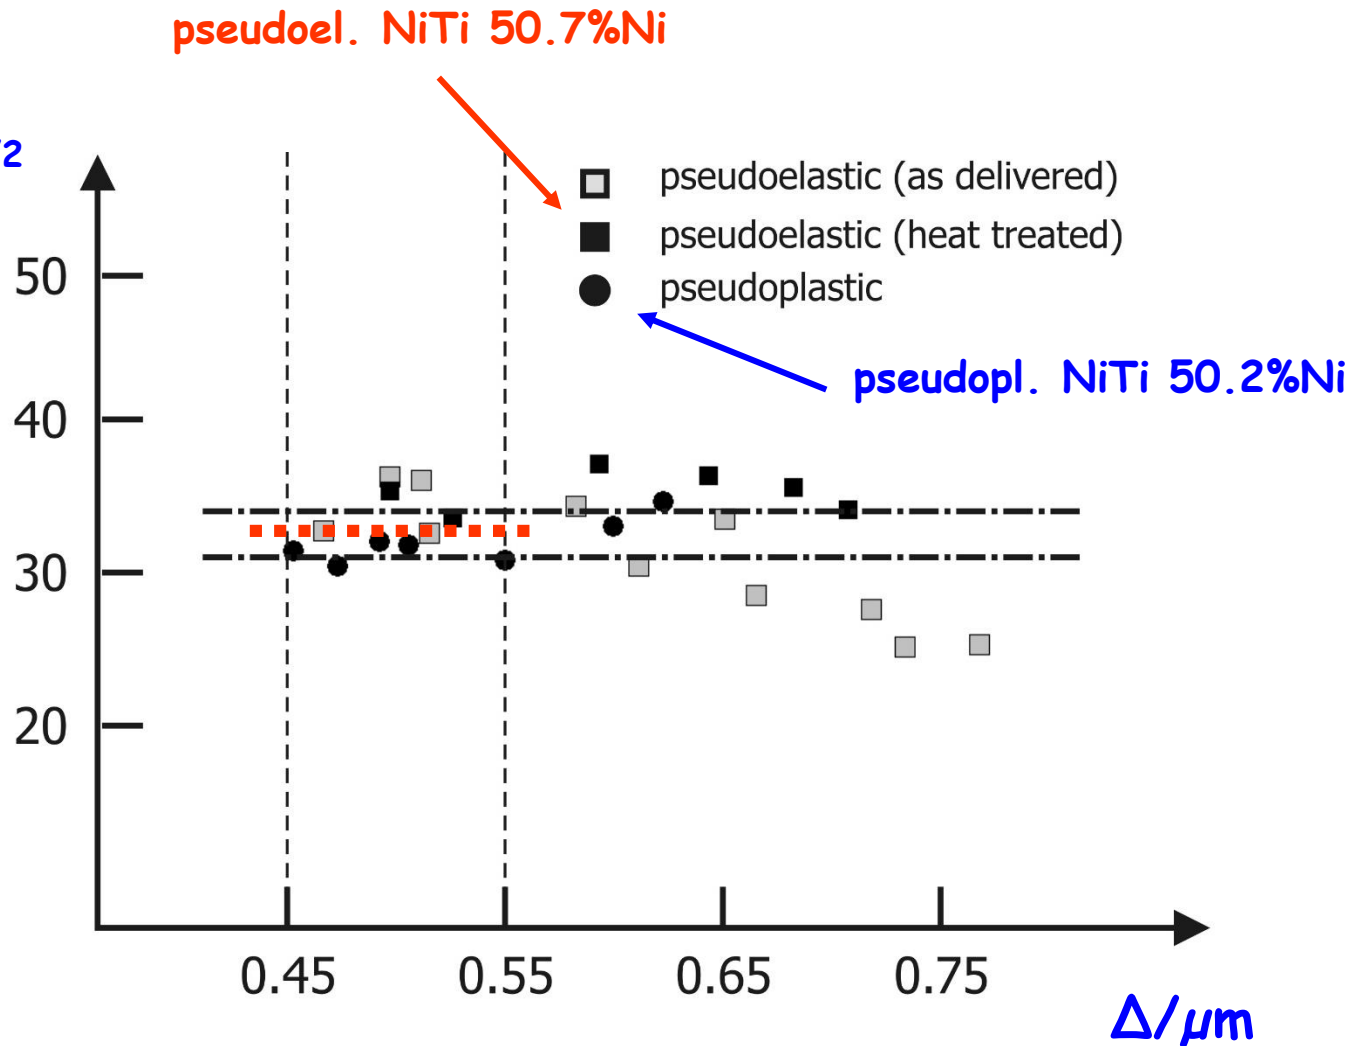 pseudoel. NiTi 50.7%Ni
pseudoelastic (as delivered)
pseudoelastic (heat treated)
pseudoplastic
pseudopl. NiTi 50.2%Ni
50
40
30
20
0.45 0.55 0.65 0.75
Δ/μm